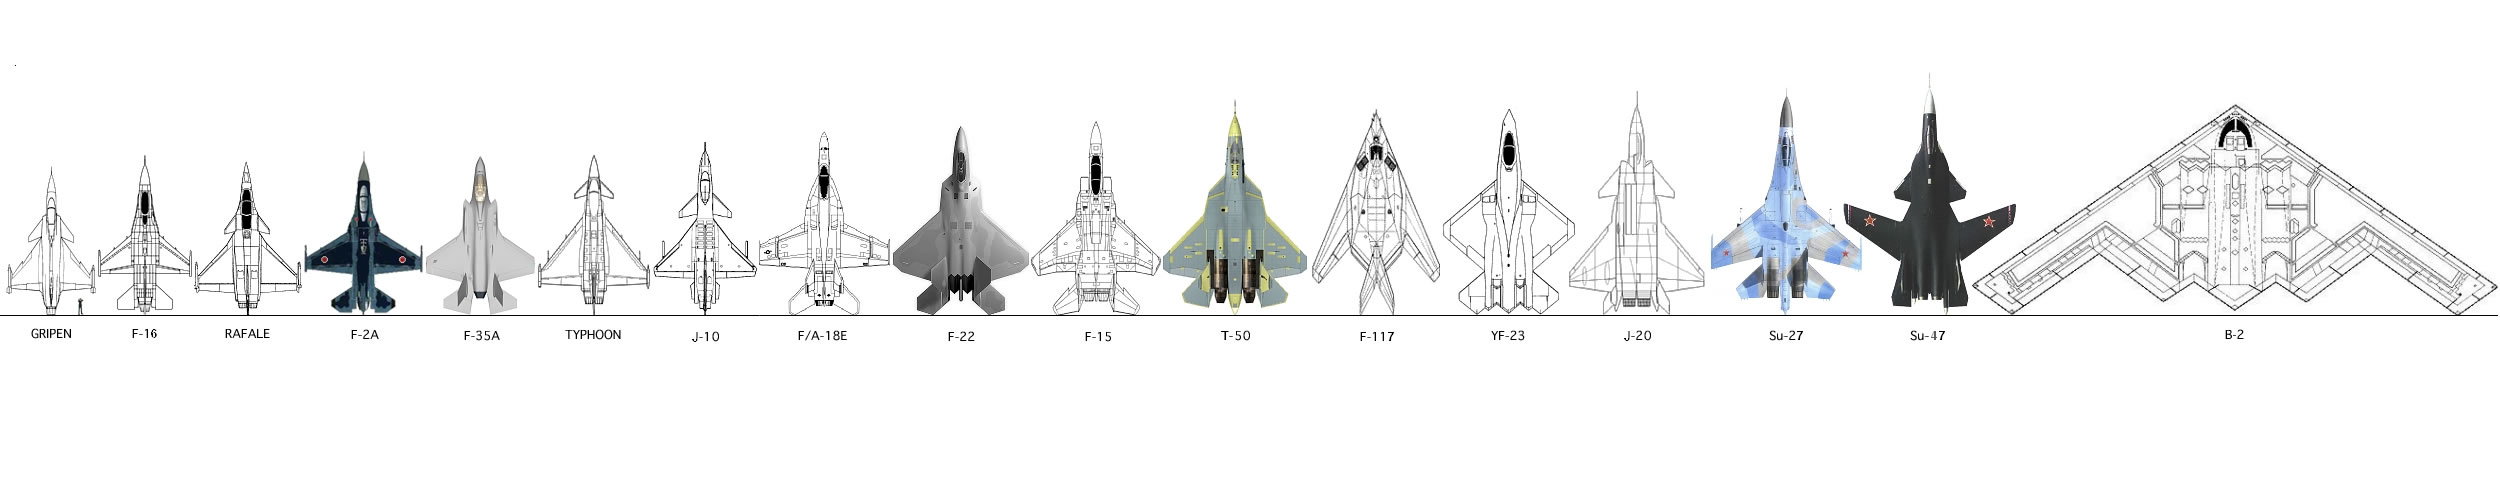 GRIPEN
F-16
RAFALE
F-2A
F-35A
TYPHOON
J-10
F/A-18E
F-22
F-15
T-50
F-117
YF-23
J-20
Su-27
Su-47
B-2